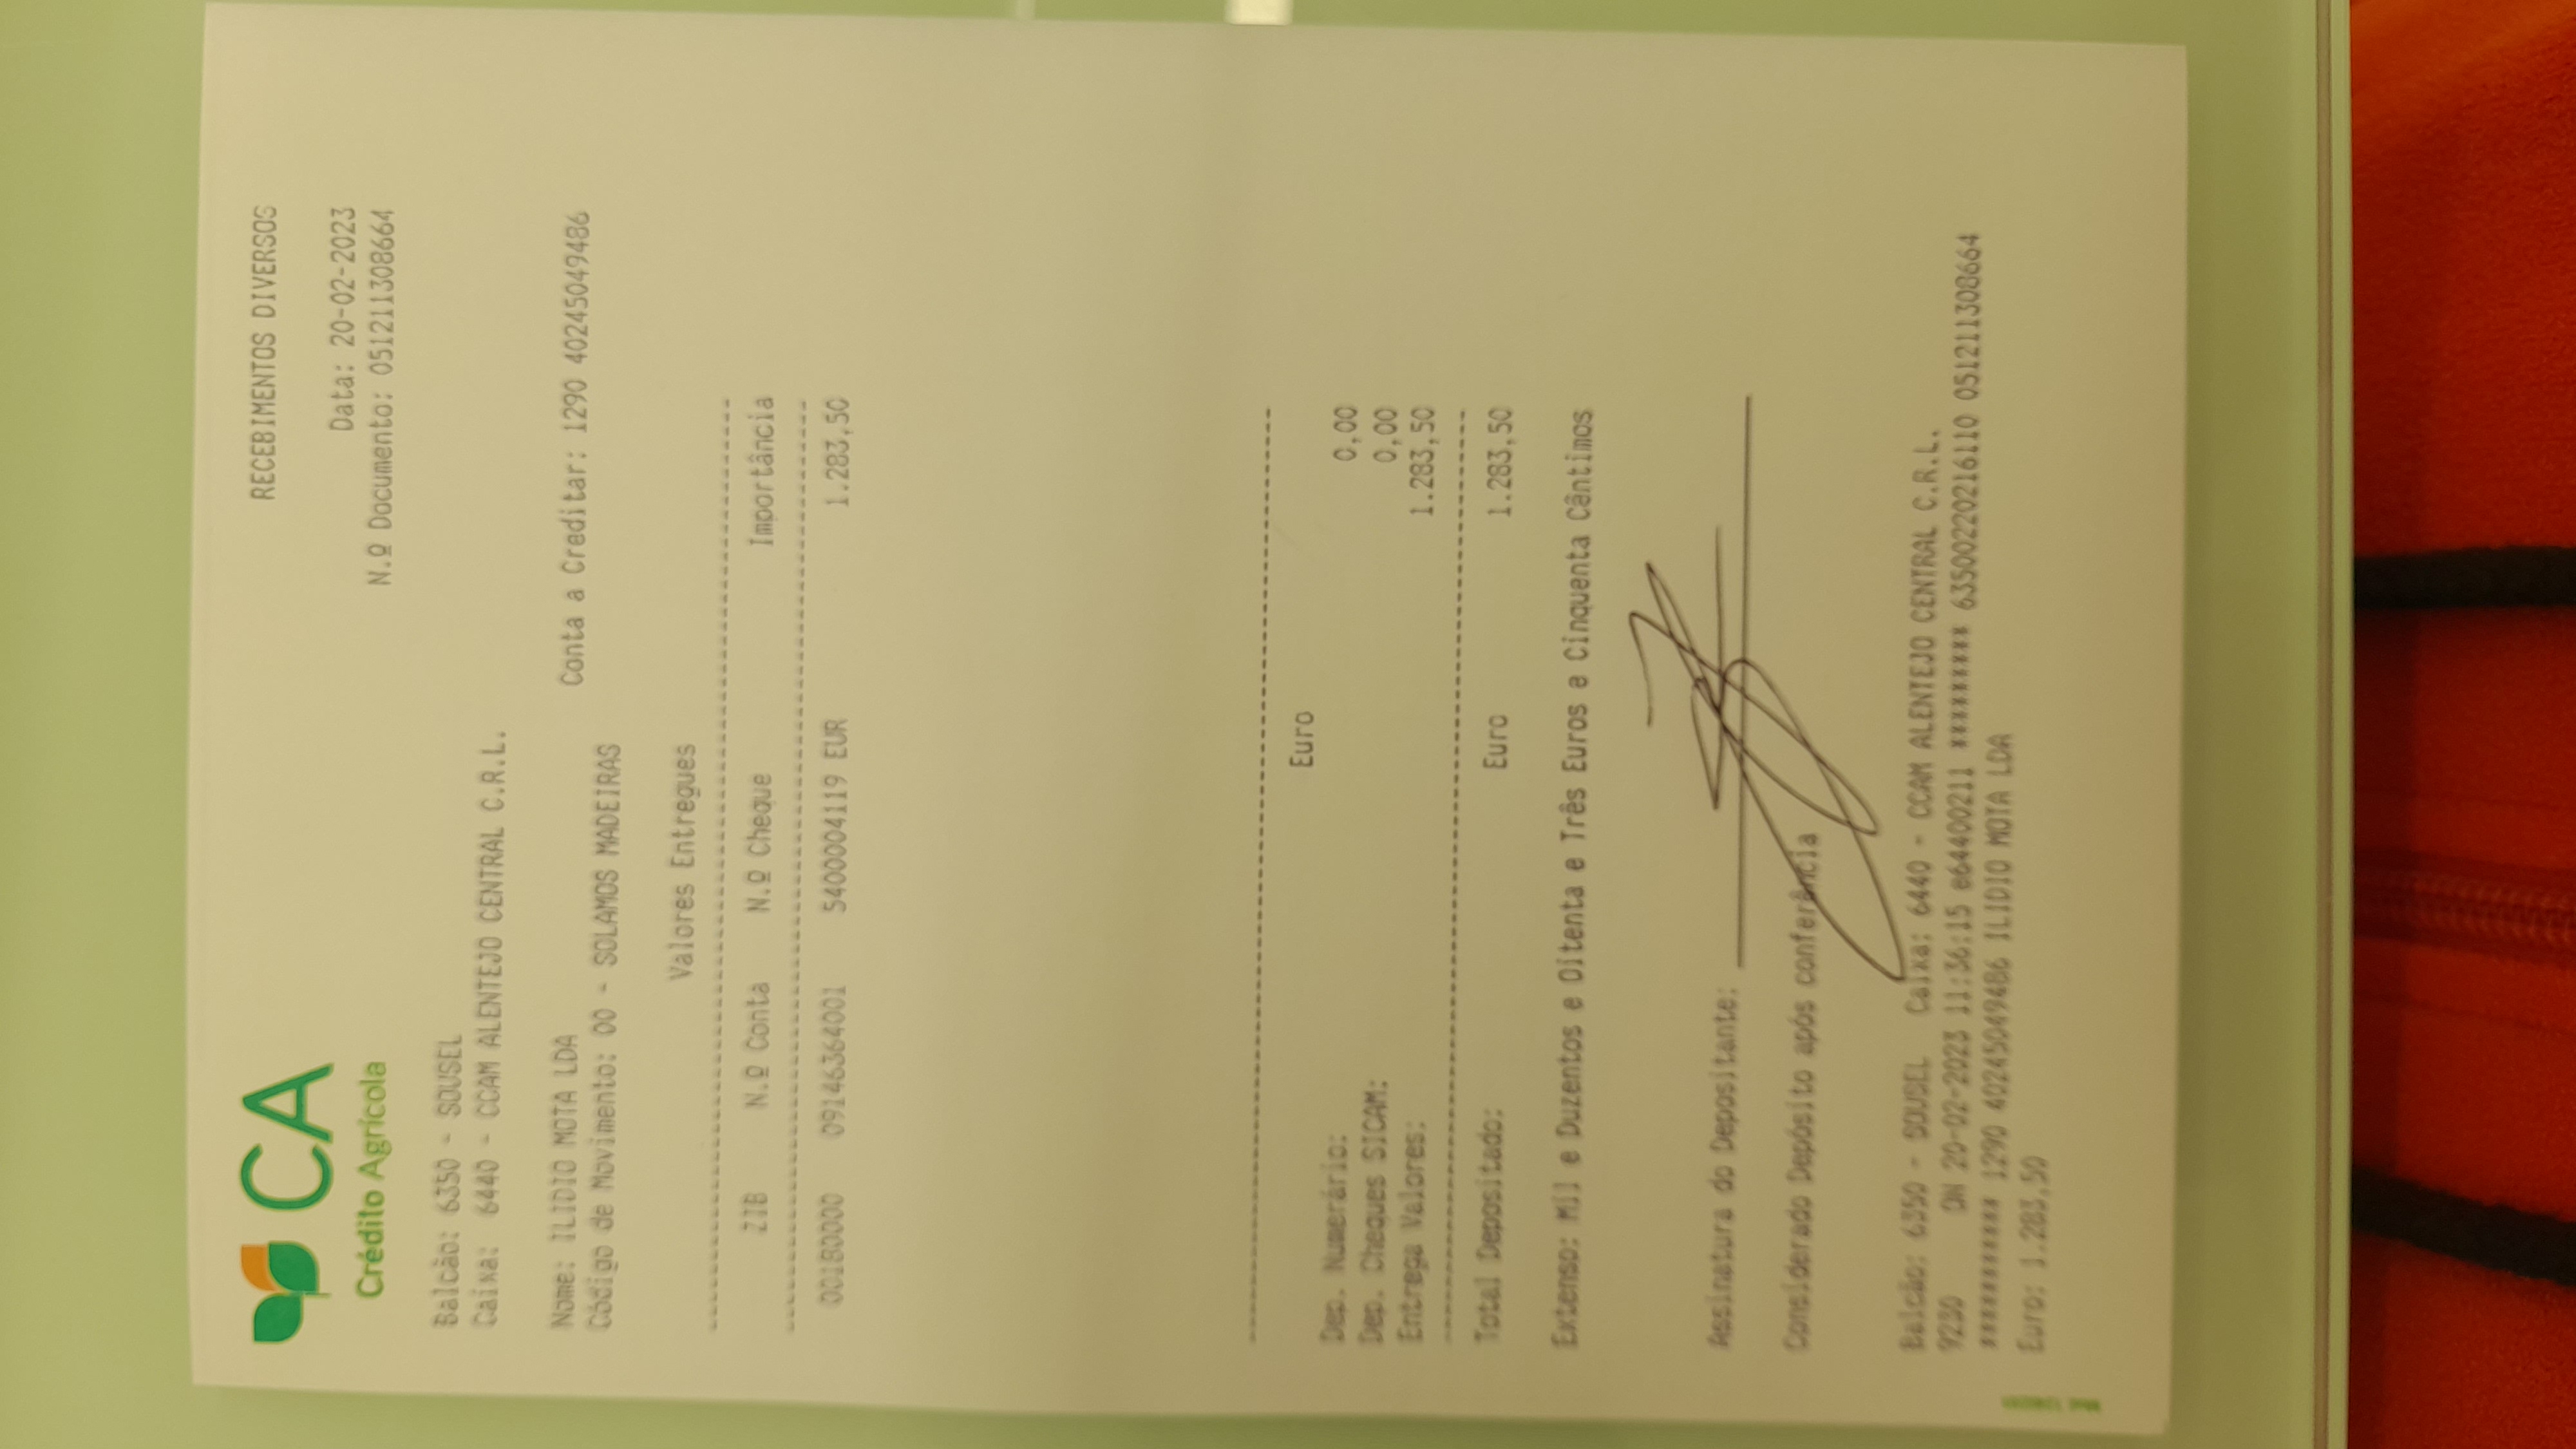 CA
Crédito Agrícola
RECEBIMENTOS DIVERSOS
Data: 20-02-2023
N.º Documento: 051211308664
Balcão: 6350 - SOUSEL
Caixa: 6440 - CCAM ALENTEJO CENTRAL C.R.L.
Nome: ILIDIO MOTA LDA Conta a Creditar: 1290 40245049486
Código de Movimento: 00 - SOLAMOS MADEIRAS
Valores Entregues
ZIB N.º Conta N.º Cheque Importância
00180000 09146364001 5400004119 EUR 1.283,50
Euro
Dep. Numerário: 0,00
Dep. Cheques SICAM: 0,00
Entrega Valores: 1.283,50
Total Depositado: Euro 1.283,50
Extenso: Mil e Duzentos e Oitenta e Três Euros e Cinquenta Cântimos
Assinatura do Depositante:
Considerado Depósito após conferência
Balcão: 6350 - SOUSEL Caixa: 6440 - CCAM ALENTEJO CENTRAL C.R.L.
9230 DN 20-02-2023 11:36:15 e64400211 ******** 63500220216110 051211308664
********** 1290 40245049486 ILIDIO MOTA LDA
Euro: 1.283,50